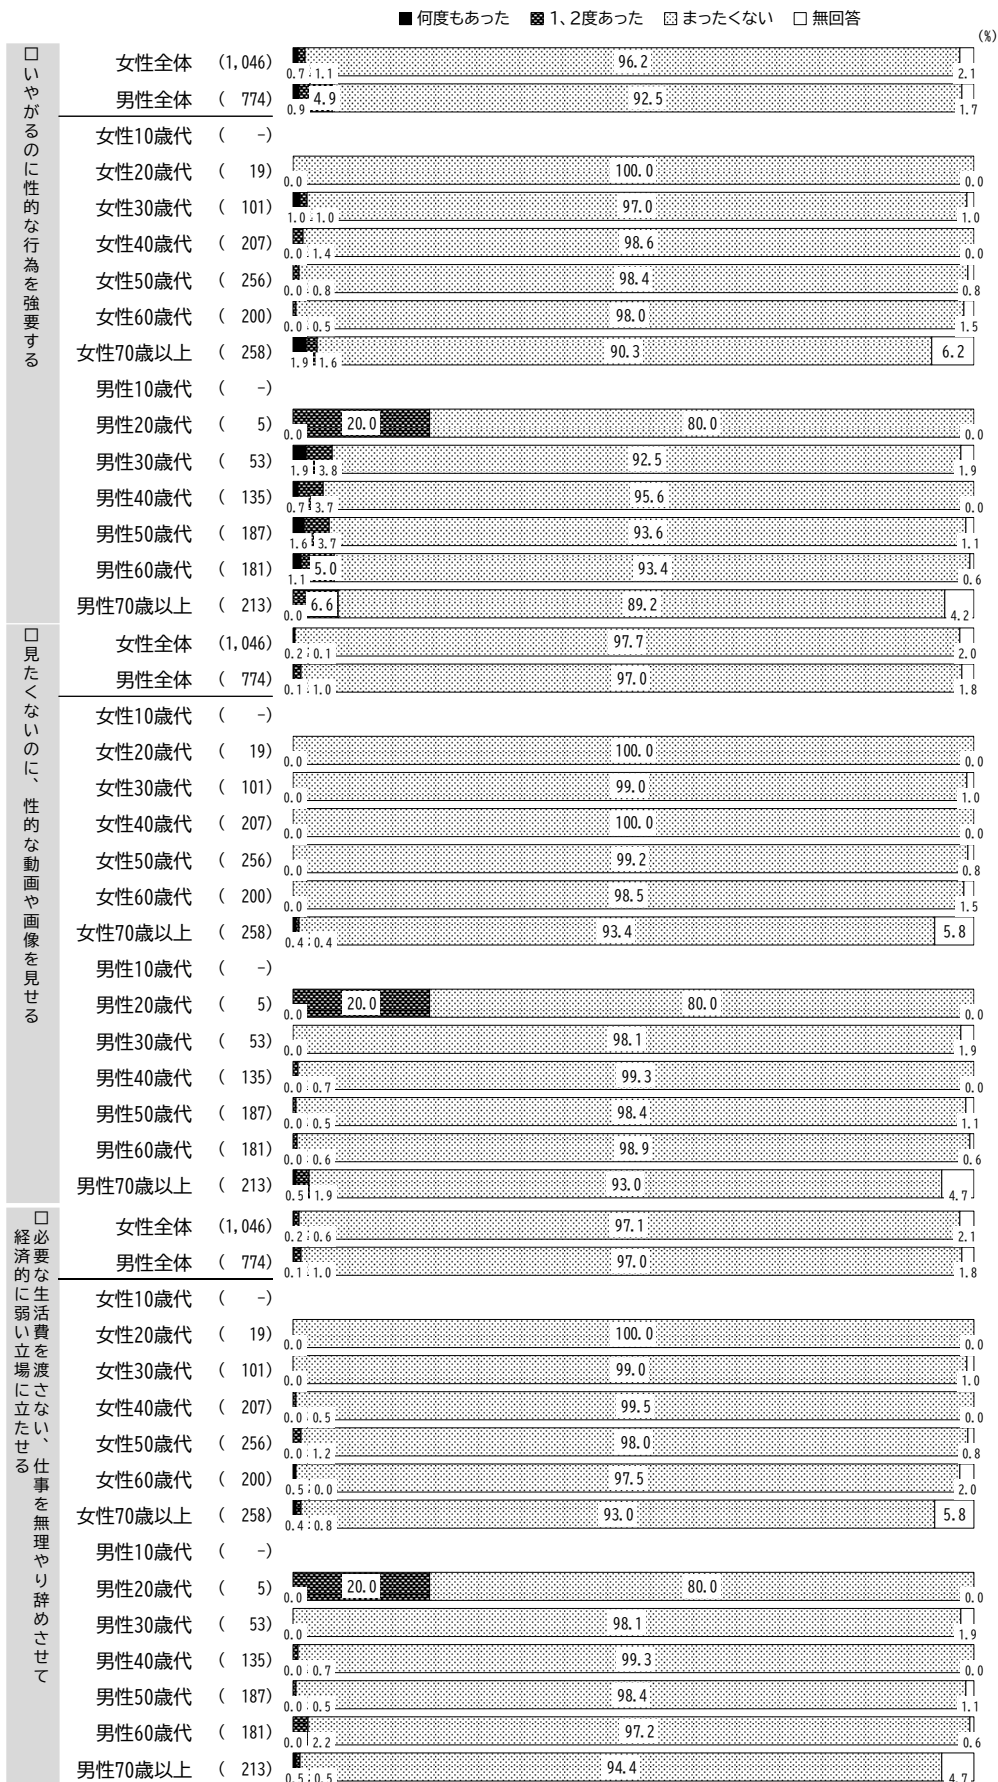 ■何度もあった ▩1、2度あった ▒まったくない □無回答
(%)
□いやがるのに性的な行為を強要する
女性全体 (1,046) 0.7 1.1 96.2 2.1
男性全体 ( 774) 0.9 4.9 92.5 1.7
女性10歳代 ( -)
女性20歳代 ( 19) 0.0 100.0 0.0
女性30歳代 ( 101) 1.0 1.0 97.0 1.0
女性40歳代 ( 207) 0.0 1.4 98.6 0.0
女性50歳代 ( 256) 0.0 0.8 98.4 0.8
女性60歳代 ( 200) 0.0 0.5 98.0 1.5
女性70歳以上 ( 258) 1.9 1.6 90.3 6.2
男性10歳代 ( -)
男性20歳代 ( 5) 0.0 20.0 80.0 0.0
男性30歳代 ( 53) 1.9 3.8 92.5 1.9
男性40歳代 ( 135) 0.7 3.7 95.6 0.0
男性50歳代 ( 187) 1.6 3.7 93.6 1.1
男性60歳代 ( 181) 1.1 5.0 93.4 0.6
男性70歳以上 ( 213) 0.0 6.6 89.2 4.2
□見たくないのに、性的な動画や画像を見せる
女性全体 (1,046) 0.2 0.1 97.7 2.0
男性全体 ( 774) 0.1 1.0 97.0 1.8
女性10歳代 ( -)
女性20歳代 ( 19) 0.0 100.0 0.0
女性30歳代 ( 101) 0.0 99.0 1.0
女性40歳代 ( 207) 0.0 100.0 0.0
女性50歳代 ( 256) 0.0 99.2 0.8
女性60歳代 ( 200) 0.0 98.5 1.5
女性70歳以上 ( 258) 0.4 0.4 93.4 5.8
男性10歳代 ( -)
男性20歳代 ( 5) 0.0 20.0 80.0 0.0
男性30歳代 ( 53) 0.0 98.1 1.9
男性40歳代 ( 135) 0.0 0.7 99.3 0.0
男性50歳代 ( 187) 0.0 0.5 98.4 1.1
男性60歳代 ( 181) 0.0 0.6 98.9 0.6
男性70歳以上 ( 213) 0.5 1.9 93.0 4.7
□必要な生活費を渡さない、仕事を無理やり辞めさせて
経済的に弱い立場に立たせる
女性全体 (1,046) 0.2 0.6 97.1 2.1
男性全体 ( 774) 0.1 1.0 97.0 1.8
女性10歳代 ( -)
女性20歳代 ( 19) 0.0 100.0 0.0
女性30歳代 ( 101) 0.0 99.0 1.0
女性40歳代 ( 207) 0.0 0.5 99.5 0.0
女性50歳代 ( 256) 0.0 1.2 98.0 0.8
女性60歳代 ( 200) 0.5 0.0 97.5 2.0
女性70歳以上 ( 258) 0.4 0.8 93.0 5.8
男性10歳代 ( -)
男性20歳代 ( 5) 0.0 20.0 80.0 0.0
男性30歳代 ( 53) 0.0 98.1 1.9
男性40歳代 ( 135) 0.0 0.7 99.3 0.0
男性50歳代 ( 187) 0.0 0.5 98.4 1.1
男性60歳代 ( 181) 0.0 2.2 97.2 0.6
男性70歳以上 ( 213) 0.5 0.5 94.4 4.7